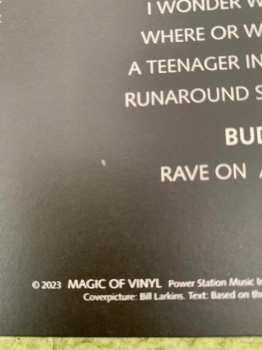 I WONDER W
WHERE OR W
A TEENAGER IN
RUNAROUND S
BUD
RAVE ON A
© 2023 MAGIC OF VINYL Power Station Music In
Coverpicture: Bill Larkins. Text: Based on the